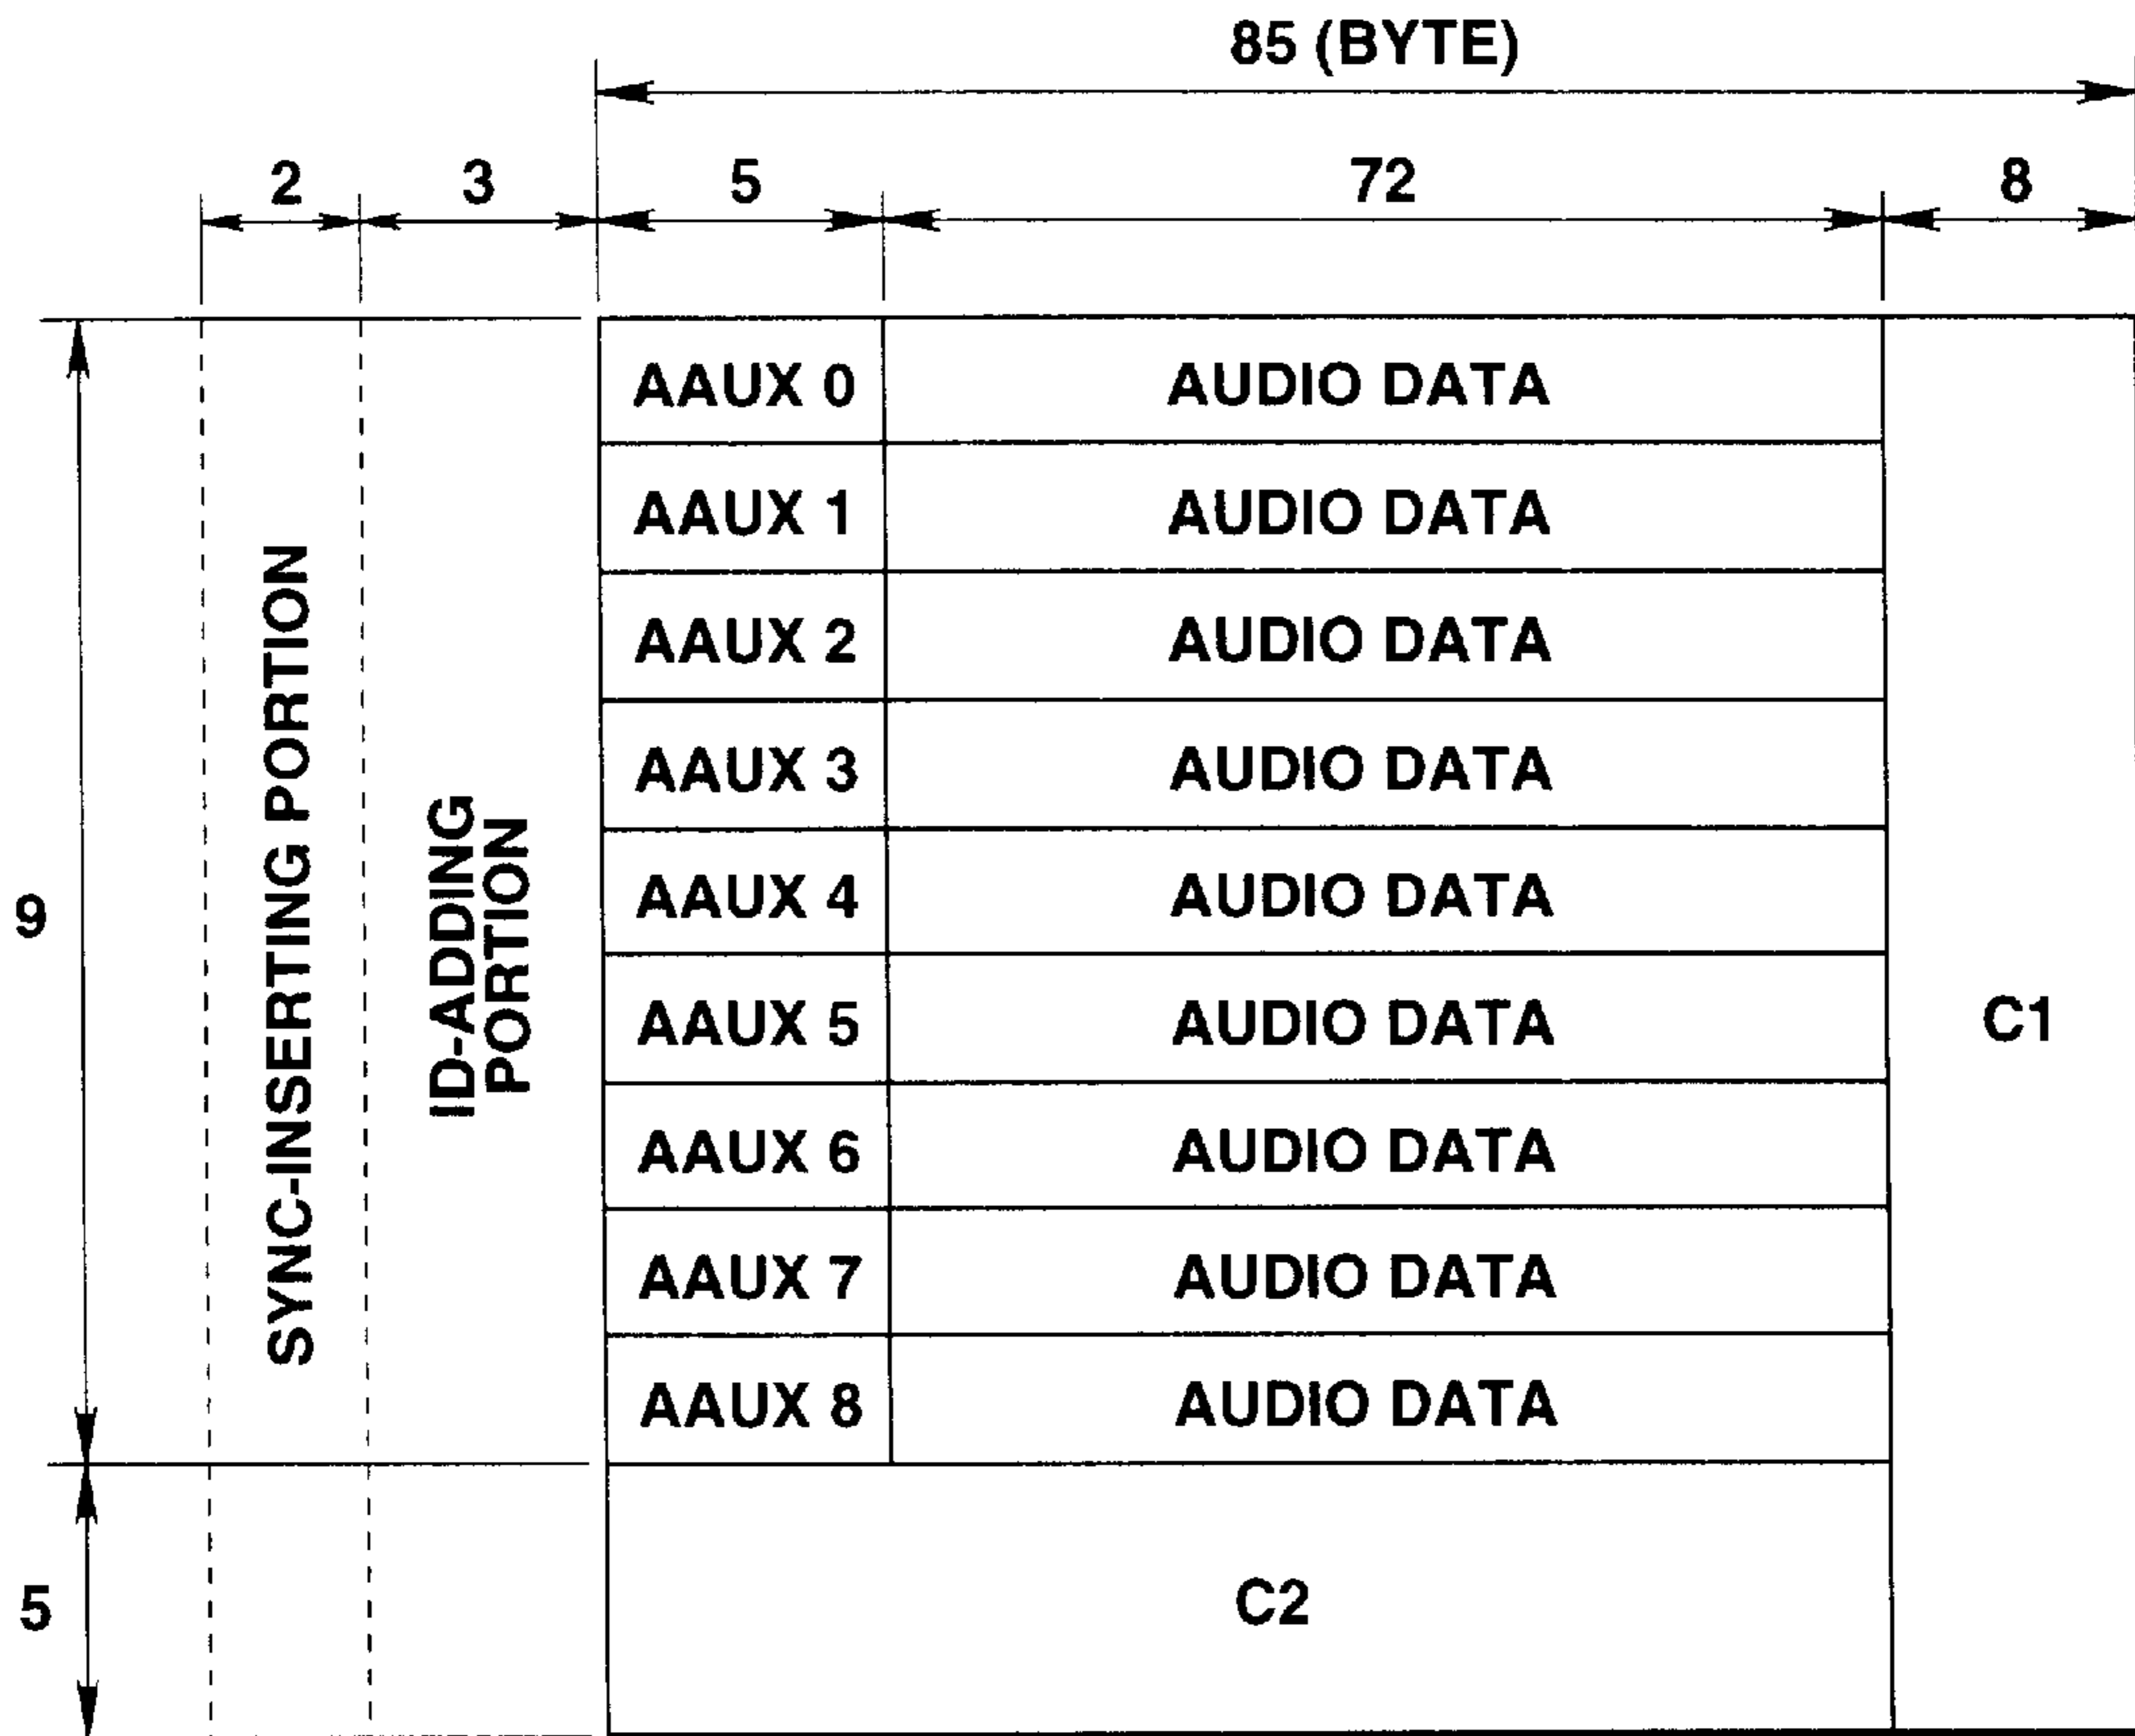 85 (BYTE)
2 3 5 72 8
AAUX 0 AUDIO DATA
AAUX 1 AUDIO DATA
AAUX 2 AUDIO DATA
AAUX 3 AUDIO DATA
AAUX 4 AUDIO DATA
AAUX 5 AUDIO DATA
AAUX 6 AUDIO DATA
AAUX 7 AUDIO DATA
AAUX 8 AUDIO DATA
9
SYNC-INSERTING PORTION
ID-ADDING
PORTION
C1
5
C2